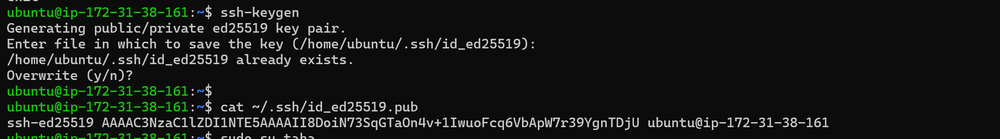 exit
ubuntu@ip-172-31-38-161:~$ ssh-keygen
Generating public/private ed25519 key pair.
Enter file in which to save the key (/home/ubuntu/.ssh/id_ed25519):
/home/ubuntu/.ssh/id_ed25519 already exists.
Overwrite (y/n)?
ubuntu@ip-172-31-38-161:~$
ubuntu@ip-172-31-38-161:~$ cat ~/.ssh/id_ed25519.pub
ssh-ed25519 AAAAC3NzaC1lZDI1NTE5AAAAII8DoiN73SqGTaOn4v+1IwuoFcq6VbApW7r39YgnTDjU ubuntu@ip-172-31-38-161
ubuntu@ip-172-31-38-161:~$ sudo su taha